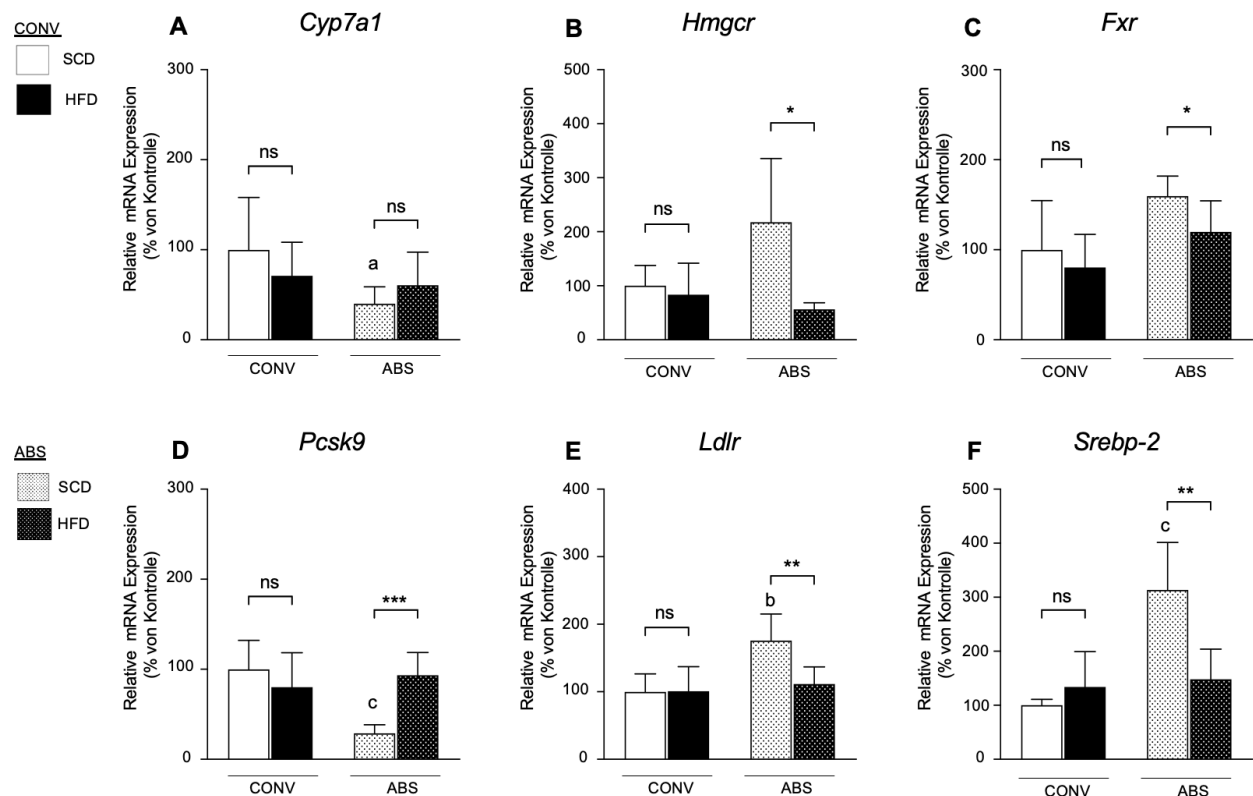 CONV
SCD
HFD
A
Cyp7a1
Relative mRNA Expression
(% von Kontrolle)
300
200
100
0
ns
ns
a
CONV
ABS
B
Hmgcr
Relative mRNA Expression
(% von Kontrolle)
500
400
300
200
100
0
ns
*
CONV
ABS
C
Fxr
Relative mRNA Expression
(% von Kontrolle)
300
200
100
0
ns
*
CONV
ABS
ABS
SCD
HFD
D
Pcsk9
Relative mRNA Expression
(% von Kontrolle)
300
200
100
0
ns
***
c
CONV
ABS
E
Ldlr
Relative mRNA Expression
(% von Kontrolle)
400
300
200
100
0
ns
**
b
CONV
ABS
F
Srebp-2
Relative mRNA Expression
(% von Kontrolle)
500
400
300
200
100
0
ns
**
c
CONV
ABS